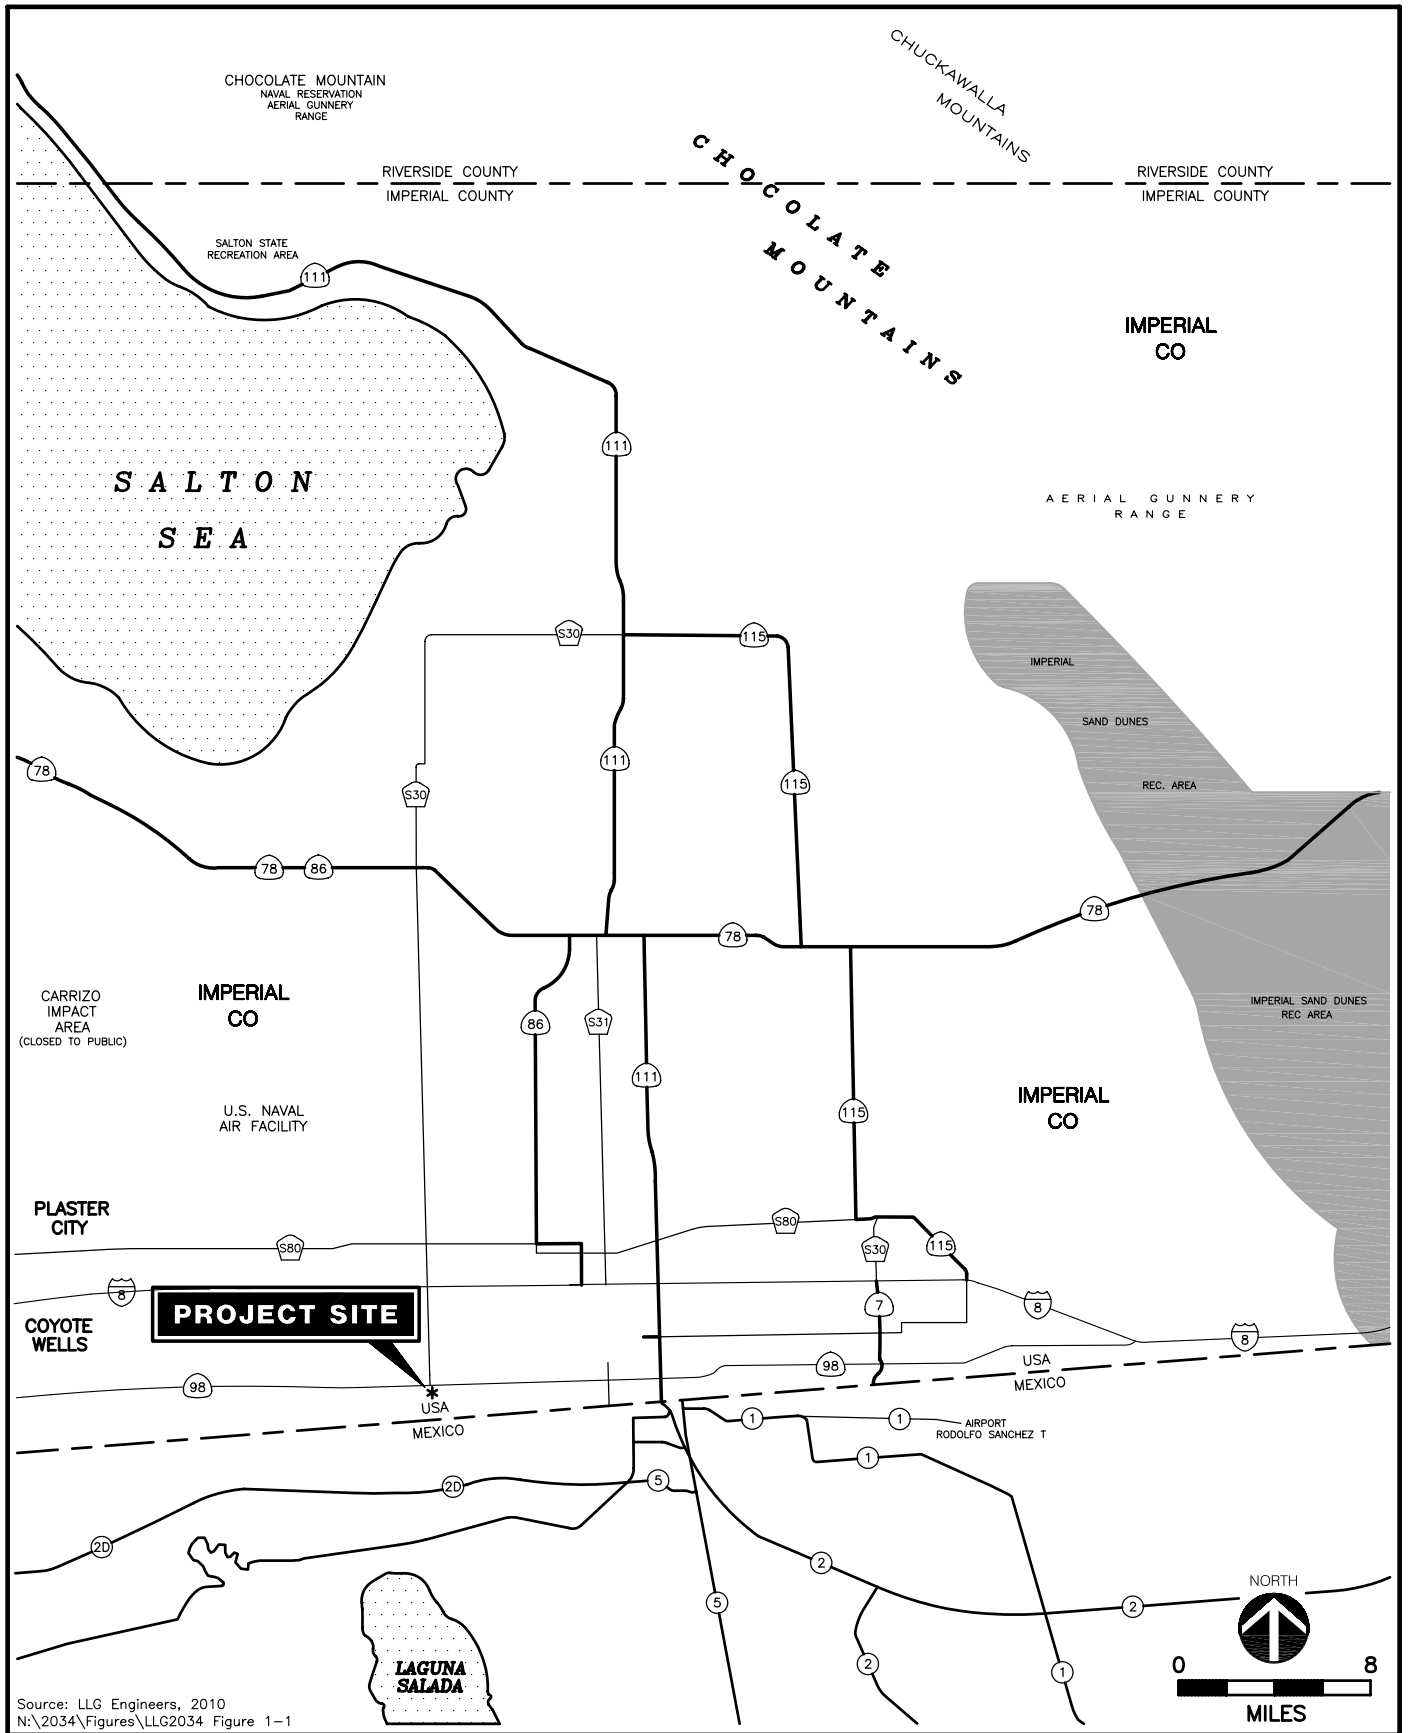 CHUCKAWALLA
MOUNTAINS
CHOCOLATE MOUNTAIN
NAVAL RESERVATION
AERIAL GUNNERY
RANGE
CHOCOLATE
MOUNTAINS
RIVERSIDE COUNTY
IMPERIAL COUNTY
RIVERSIDE COUNTY
IMPERIAL COUNTY
SALTON STATE
RECREATION AREA
111
IMPERIAL
CO
111
SALTON
SEA
AERIAL GUNNERY
RANGE
S30
115
IMPERIAL
SAND DUNES
REC. AREA
111
78
115
S30
78
86
78
78
CARRIZO
IMPACT
AREA
(CLOSED TO PUBLIC)
IMPERIAL
CO
IMPERIAL SAND DUNES
REC AREA
86
S31
111
IMPERIAL
CO
115
U.S. NAVAL
AIR FACILITY
PLASTER
CITY
S80
S80
S30
115
8
PROJECT SITE
7
8
COYOTE
WELLS
8
98
98
USA
MEXICO
USA
MEXICO
1
1
AIRPORT
RODOLFO SANCHEZ T
1
2D
5
2D
2
5
2
2
1
NORTH
LAGUNA
SALADA
0
8
MILES
Source: LLG Engineers, 2010
N:\2034\Figures\LLG2034 Figure 1-1